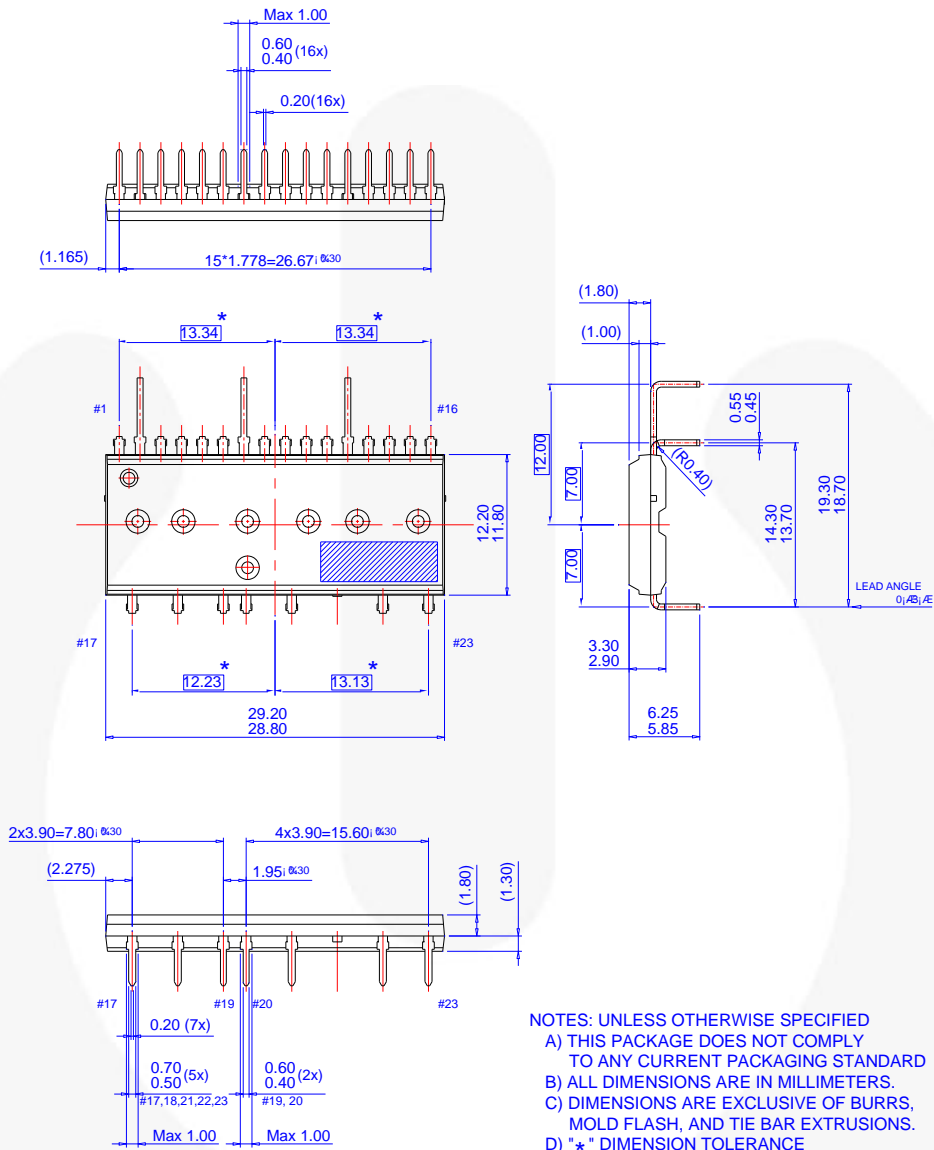 Max 1.00
0.60
0.40 (16x)
0.20(16x)
(1.165)
15*1.778=26.67¡À0.30
*
*
13.34
13.34
#1
#16
12.20
11.80
#17
#23
*
*
12.23
13.13
29.20
28.80
(1.80)
(1.00)
12.00
7.00
7.00
(R0.40)
0.55
0.45
14.30
13.70
19.30
18.70
LEAD ANGLE
3.30
2.90
6.25
5.85
2x3.90=7.80
4x3.90=15.60
(2.275)
1.95
(1.80)
(1.30)
#17
#19
#20
#23
0.20 (7x)
0.70
0.50 (5x)
#17,18,21,22,23
0.60
0.40 (2x)
#19, 20
Max 1.00
Max 1.00
NOTES: UNLESS OTHERWISE SPECIFIED
A) THIS PACKAGE DOES NOT COMPLY
TO ANY CURRENT PACKAGING STANDARD
B) ALL DIMENSIONS ARE IN MILLIMETERS.
C) DIMENSIONS ARE EXCLUSIVE OF BURRS,
MOLD FLASH, AND TIE BAR EXTRUSIONS.
D) "*" DIMENSION TOLERANCE